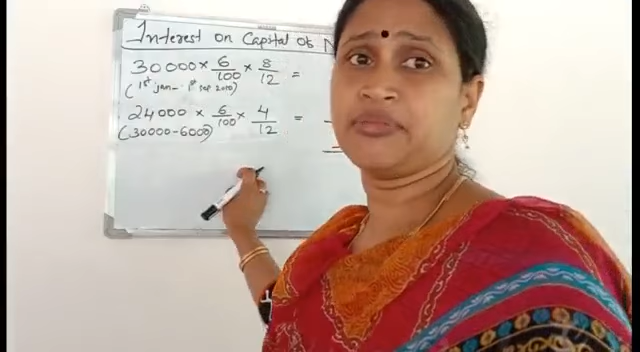 Interest on Capital of N
30000 × 6/100 × 8/12 =
(1st jan - 1st sep 2010)
24000 × 6/100 × 4/12 =
(30000-6000)